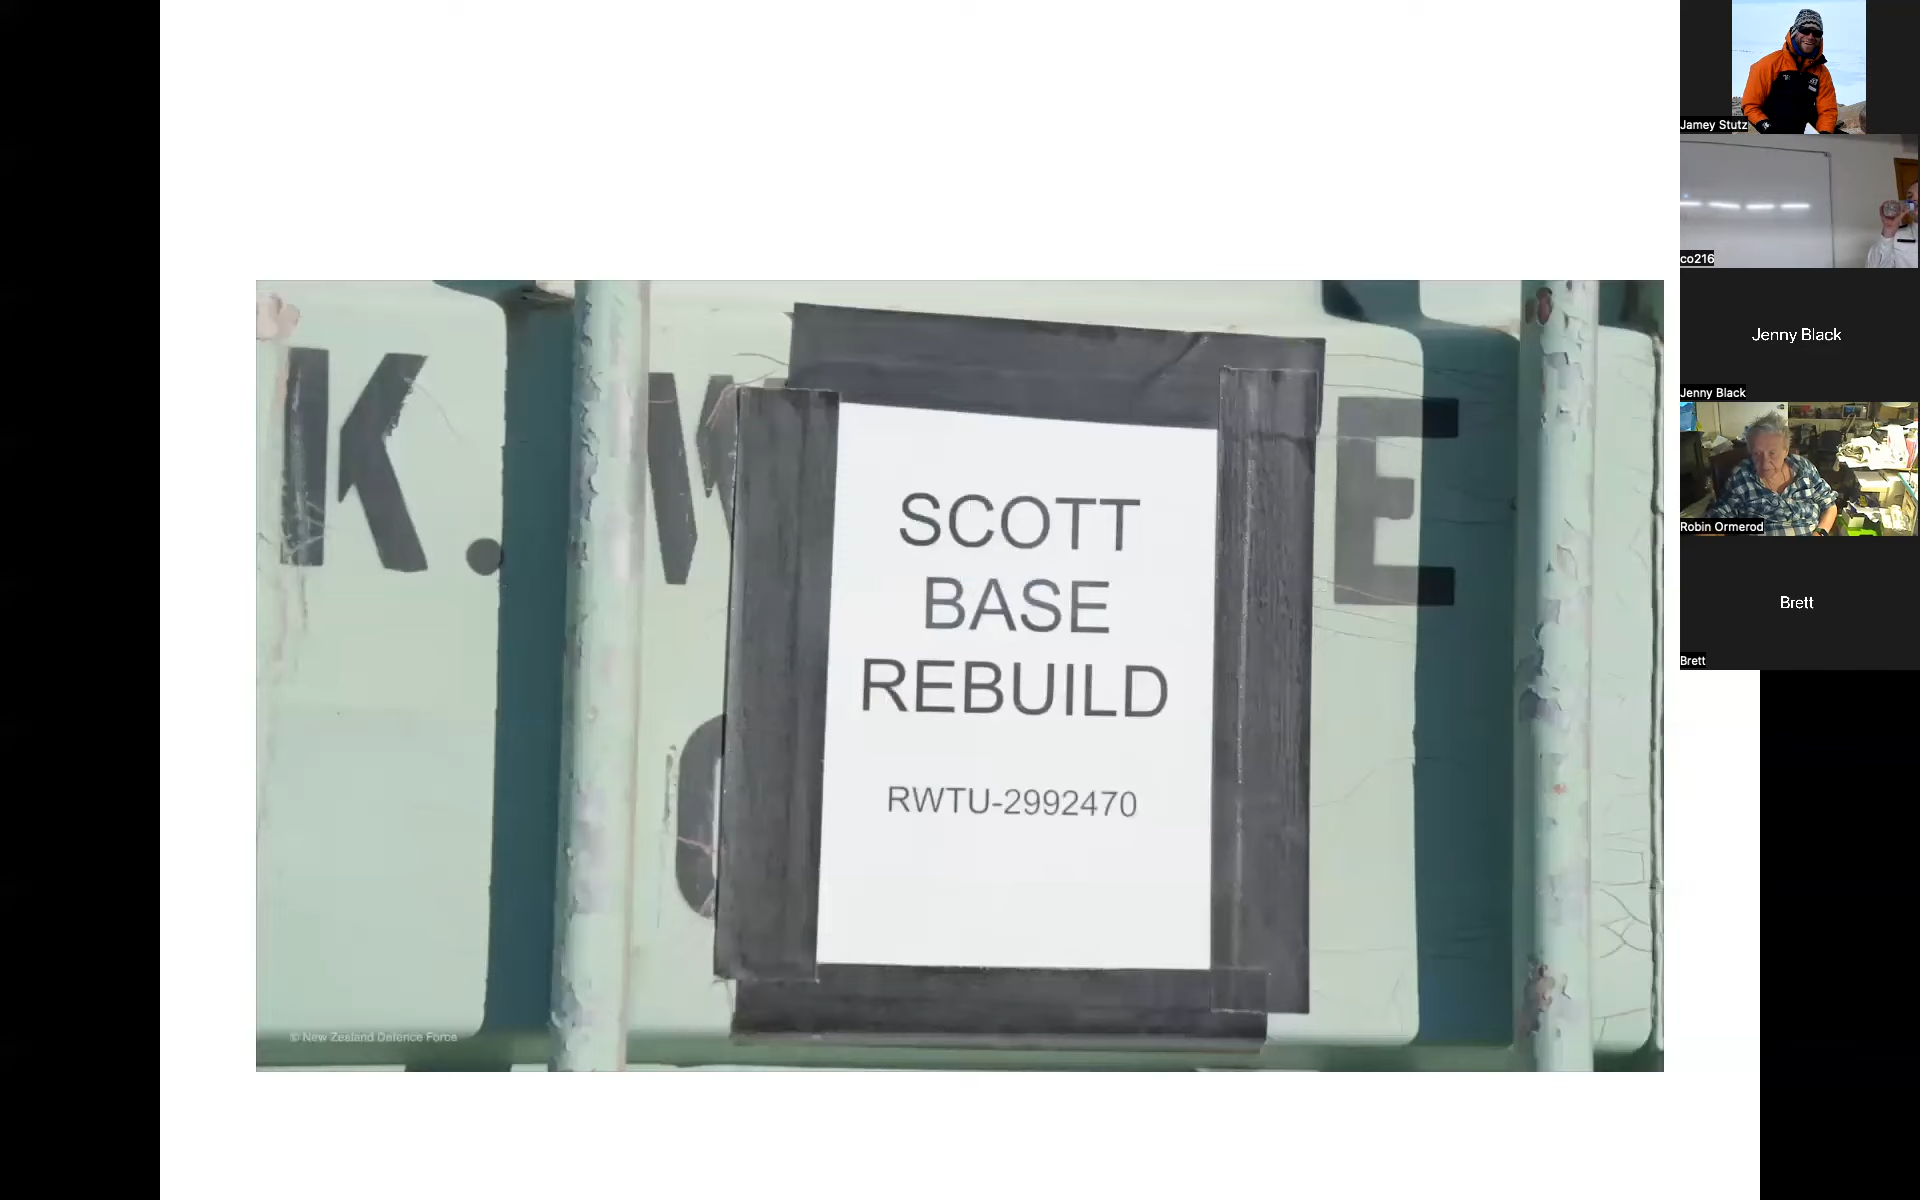 K. W
E
SCOTT
BASE
REBUILD
RWTU-2992470
© New Zealand Defence Force
Jamey Stutz
co216
Jenny Black
Jenny Black
Robin Ormerod
Brett
Brett